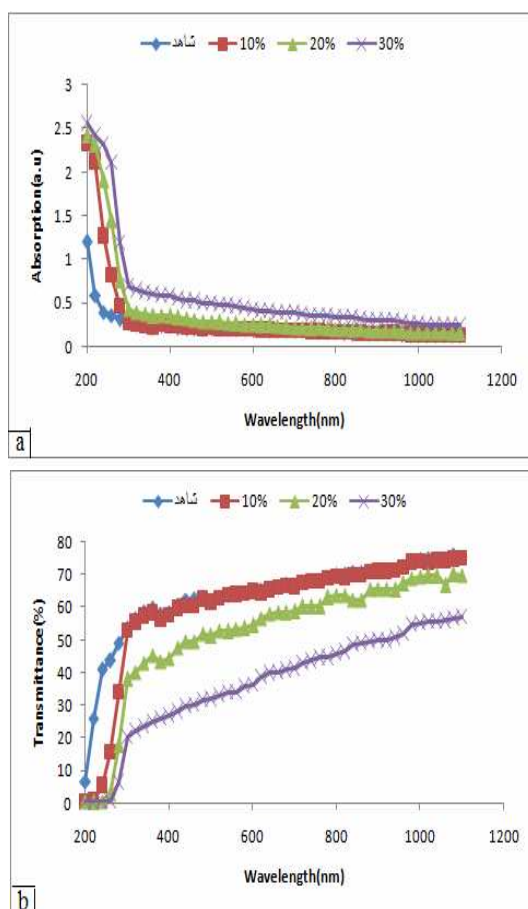 شاهد 10% 20% 30%
3
2.5
2
1.5
1
0.5
0
Absorption(a.u)
200 400 600 800 1000 1200
Wavelength(nm)
a
شاهد 10% 20% 30%
80
70
60
50
40
30
20
10
0
Transmittance(%)
200 400 600 800 1000 1200
Wavelength(nm)
b